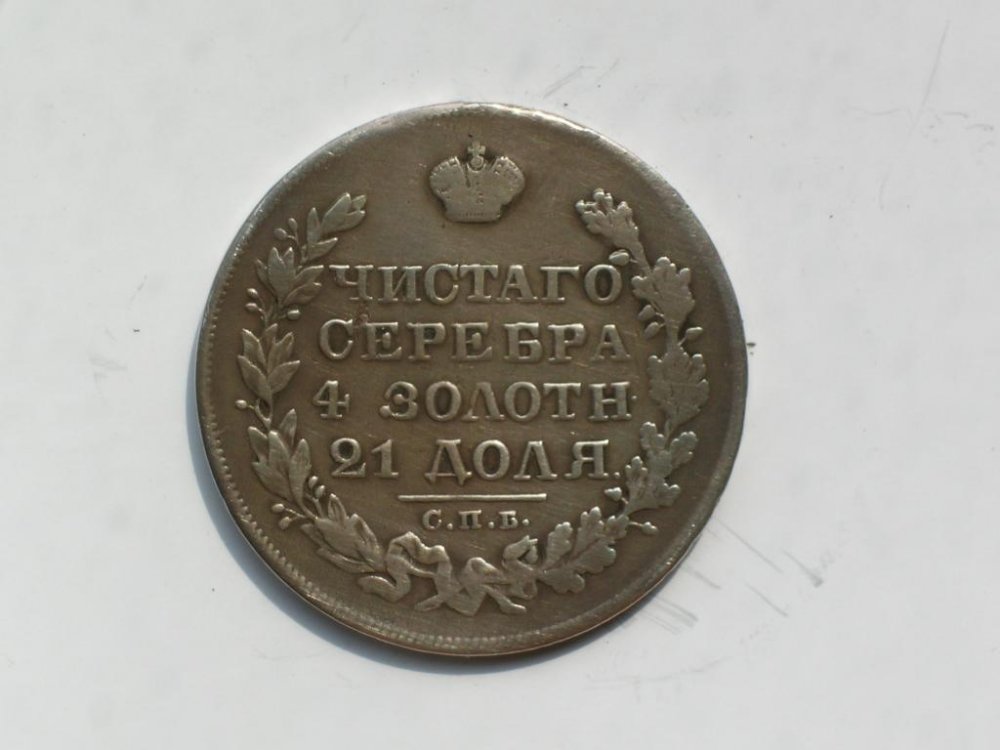 ЧИСТАГО
СЕРЕБРА
4 ЗОЛОТН
21 ДОЛЯ.
С.П.Б.